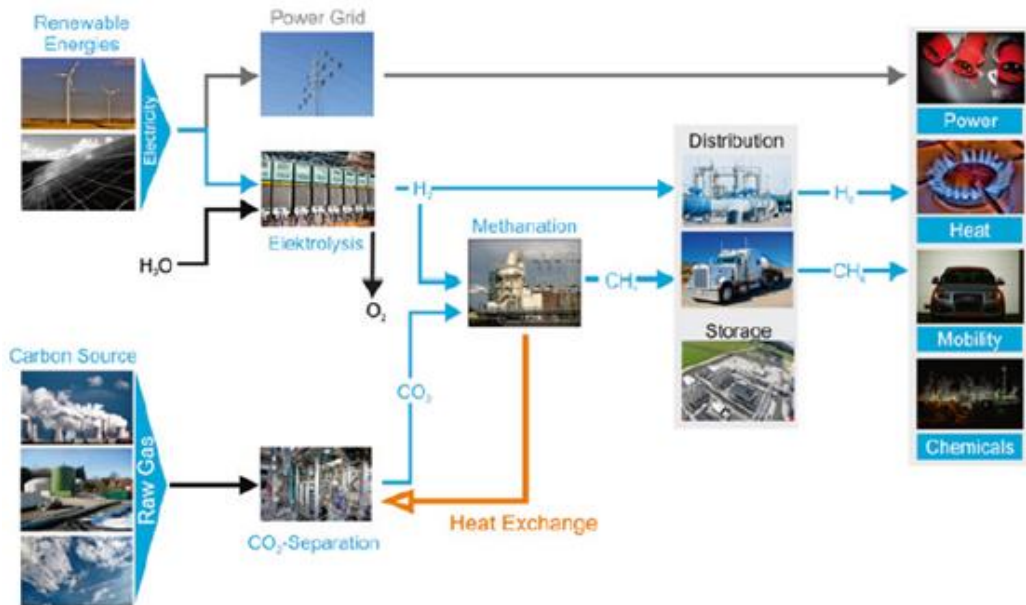 Renewable
Energies
Power Grid
Electricity
Distribution
Power
H₂
H₂
Elektrolysis
Methanation
Heat
H₂O
CH₄
CH₄
O₂
Storage
Mobility
Carbon Source
CO₂
Raw Gas
Chemicals
Heat Exchange
CO₂-Separation